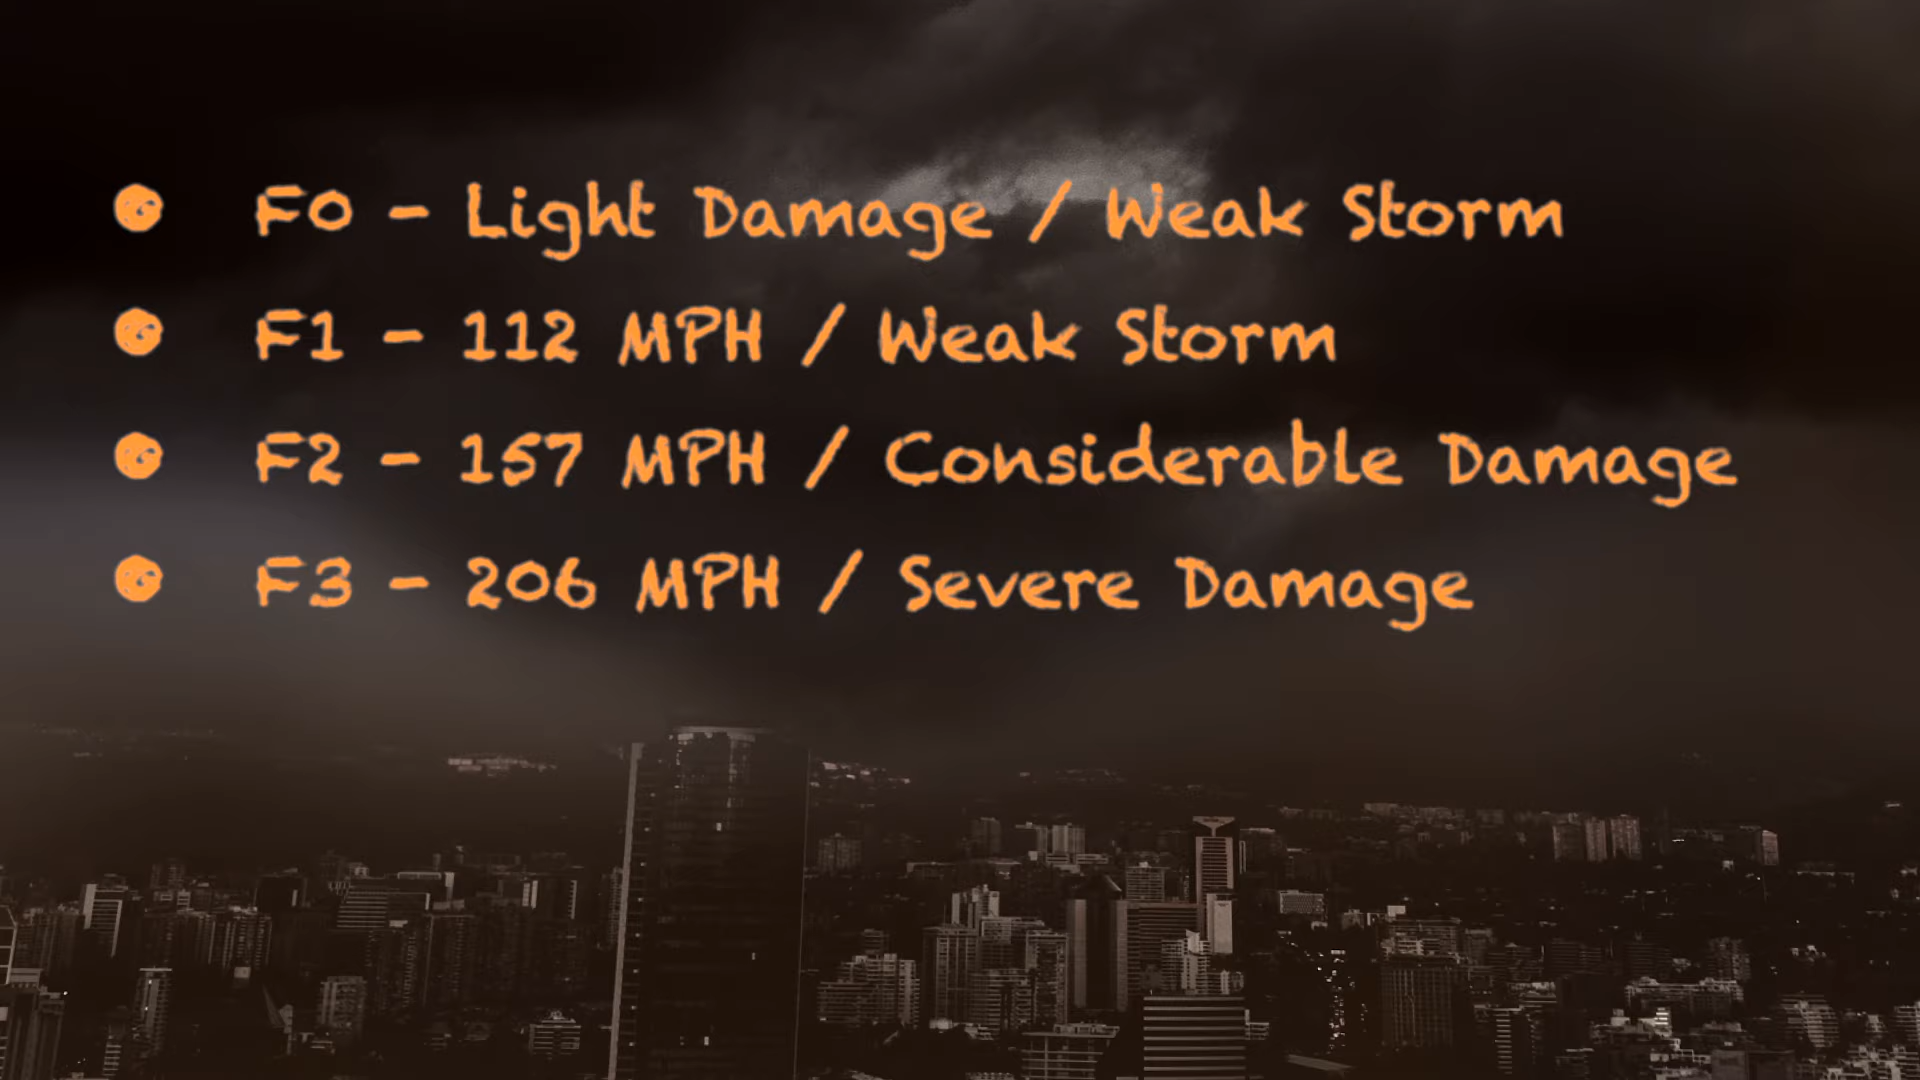 F0 - Light Damage / Weak Storm
F1 - 112 MPH / Weak Storm
F2 - 157 MPH / Considerable Damage
F3 - 206 MPH / Severe Damage